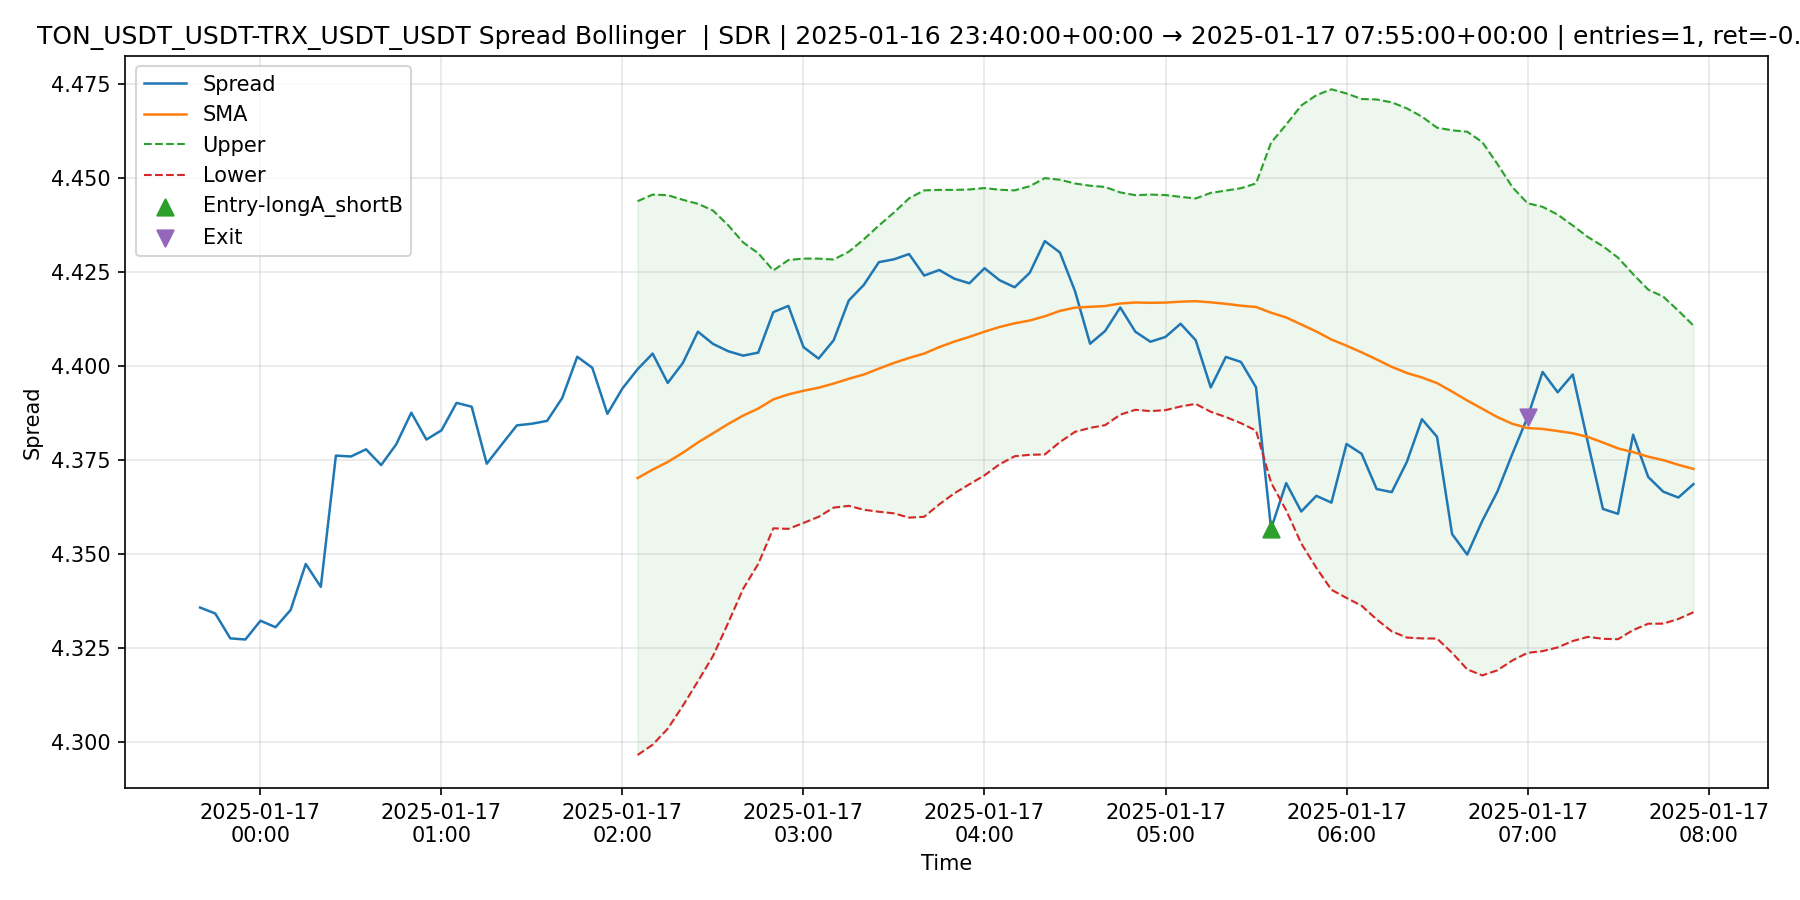 TON_USDT_USDT-TRX_USDT_USDT Spread Bollinger | SDR | 2025-01-16 23:40:00+00:00 → 2025-01-17 07:55:00+00:00 | entries=1, ret=-0.
Spread
SMA
Upper
Lower
Entry-longA_shortB
Exit
4.475
4.450
4.425
4.400
4.375
4.350
4.325
4.300
Spread
2025-01-17 00:00
2025-01-17 01:00
2025-01-17 02:00
2025-01-17 03:00
2025-01-17 04:00
2025-01-17 05:00
2025-01-17 06:00
2025-01-17 07:00
2025-01-17 08:00
Time